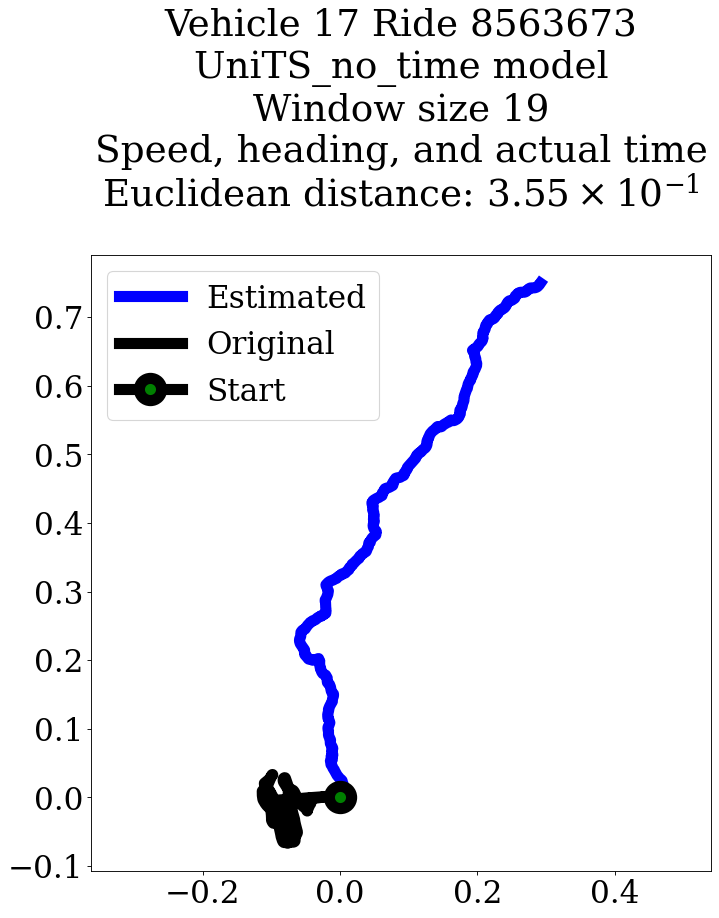 Vehicle 17 Ride 8563673
UniTS_no_time model
Window size 19
Speed, heading, and actual time
Euclidean distance: 3.55 × 10⁻¹
Estimated
Original
Start
0.7
0.6
0.5
0.4
0.3
0.2
0.1
0.0
−0.1
−0.2 0.0 0.2 0.4